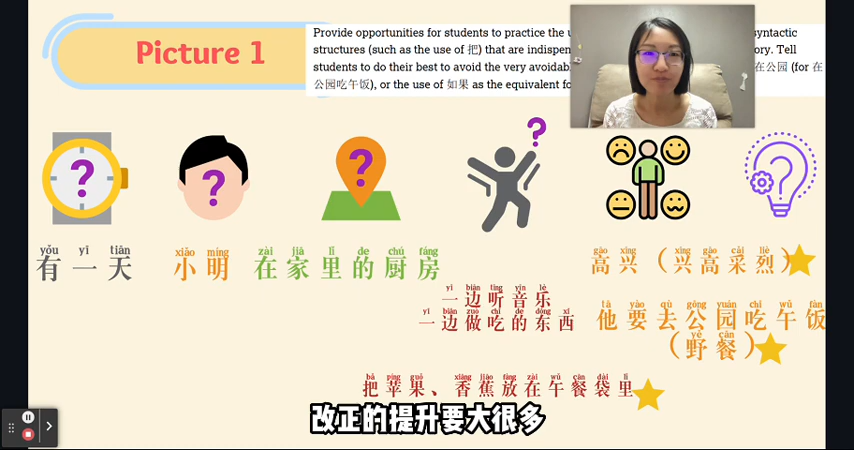 Picture 1
Provide opportunities for students to practice the u
syntactic
structures (such as the use of 把) that are indispen
ory. Tell
students to do their best to avoid the very avoidabl
在公园 (for 在
公园吃午饭), or the use of 如果 as the equivalent fo
?
?
?
?
?
yǒu yī tiān
有一天
xiǎo míng
小明
zài jiā lǐ de chú fáng
在家里的厨房
gāo xìng xìng gāo cǎi liè
高兴（兴高采烈）
yī biān tīng yīn lè
一边听音乐
yī biān zuò chī de dōng xī
一边做吃的东西
tā yào qù gōng yuán chī wǔ fàn
他要去公园吃午饭
yě cān
（野餐）
bǎ píng guǒ xiāng jiāo fàng zài wǔ cān dài lǐ
把苹果、香蕉放在午餐袋里
改正的提升要大很多